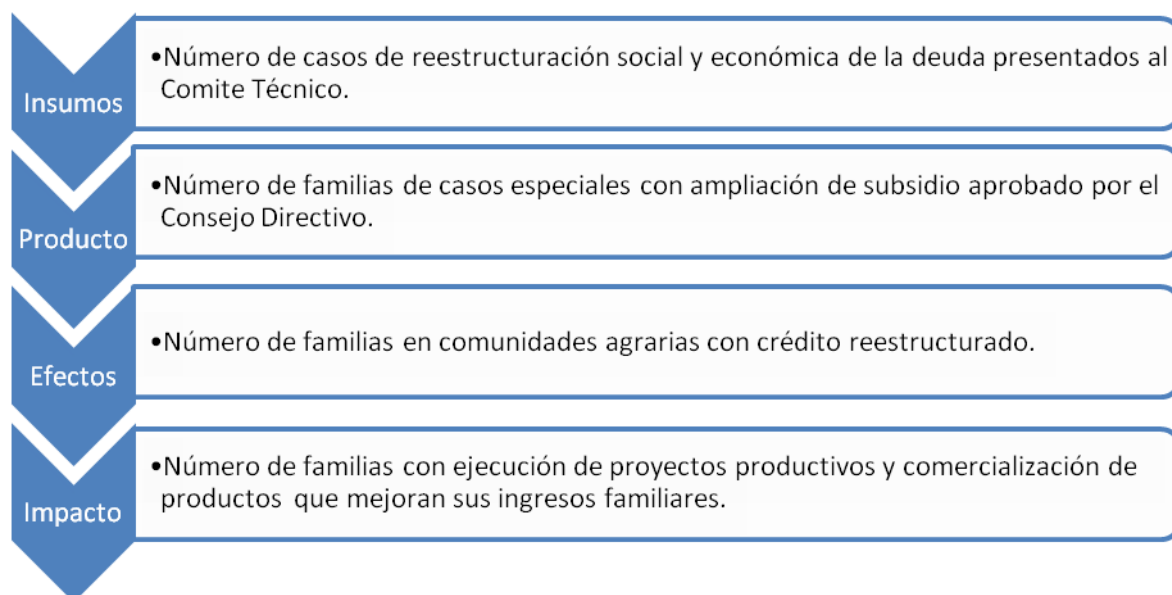 Insumos
•Número de casos de reestructuración social y económica de la deuda presentados al
Comite Técnico.
Producto
•Número de familias de casos especiales con ampliación de subsidio aprobado por el
Consejo Directivo.
Efectos
•Número de familias en comunidades agrarias con crédito reestructurado.
Impacto
•Número de familias con ejecución de proyectos productivos y comercialización de
productos que mejoran sus ingresos familiares.